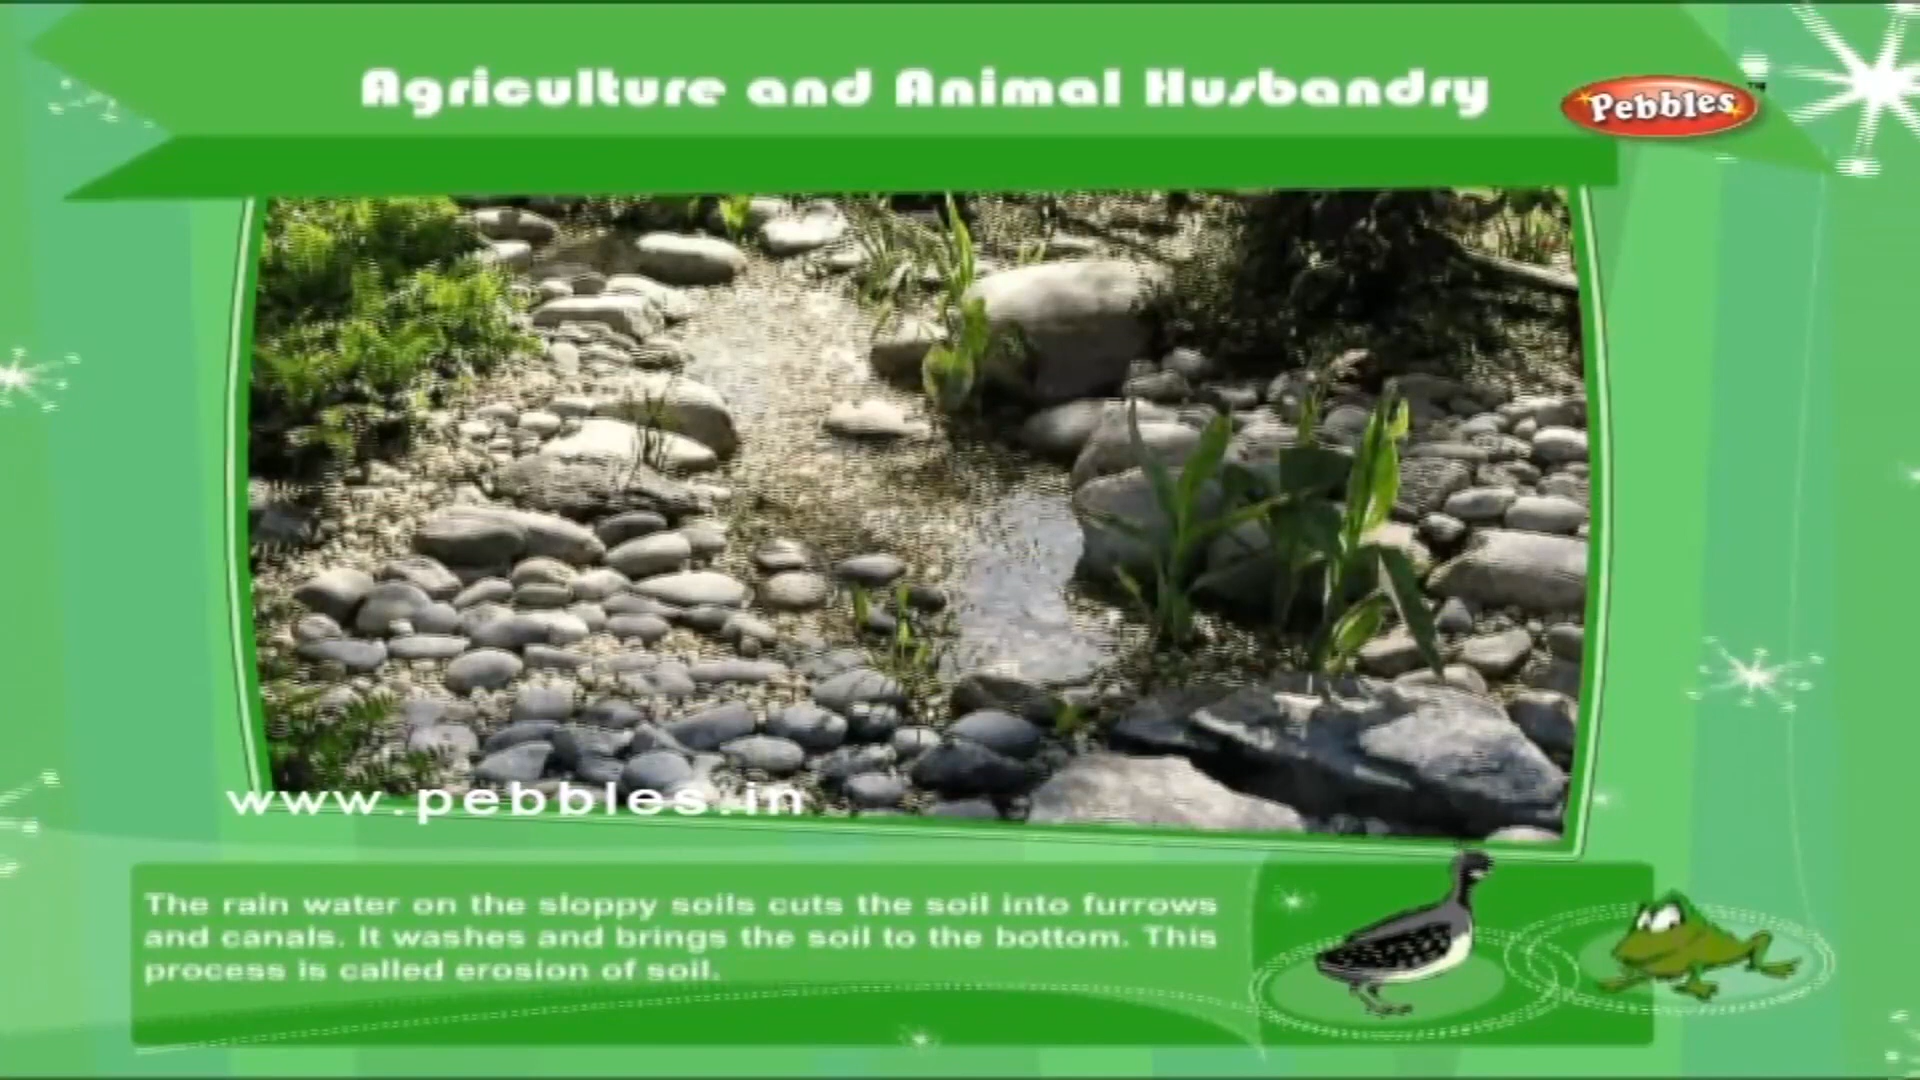 Agriculture and Animal Husbandry
Pebbles™
www.pebbles.in
The rain water on the sloppy soils cuts the soil into furrows
and canals. It washes and brings the soil to the bottom. This
process is called erosion of soil.